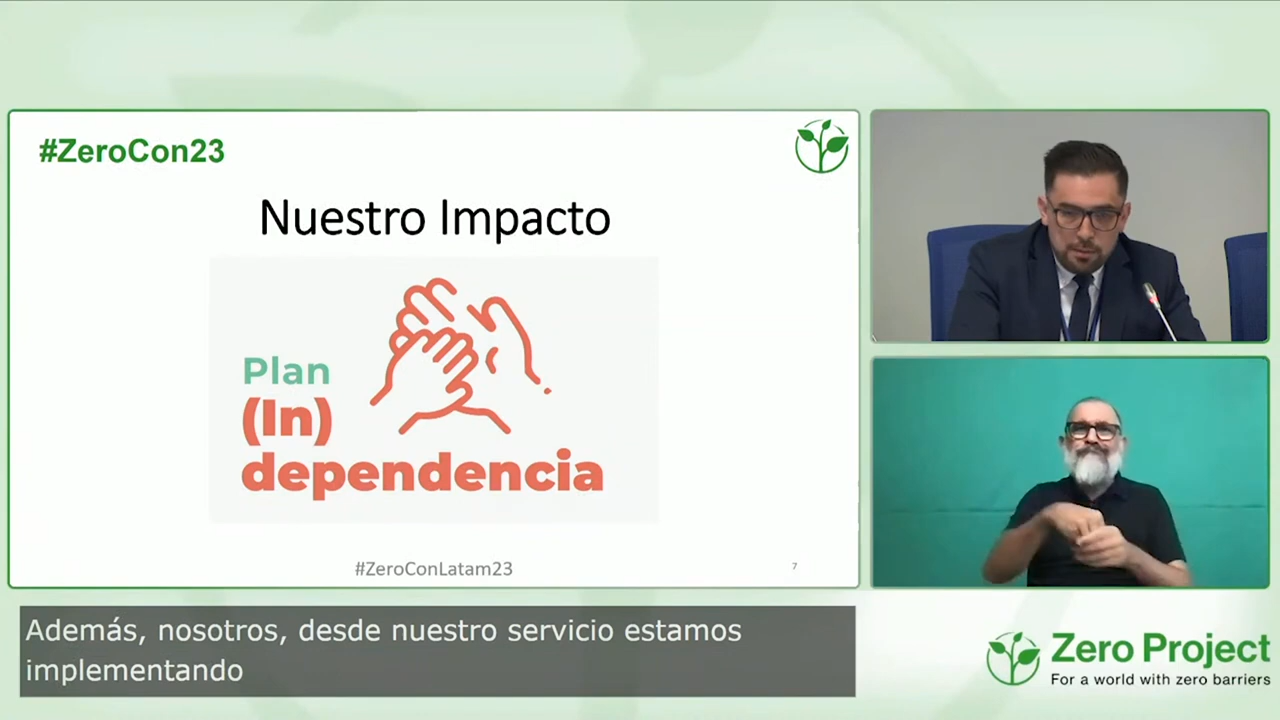 #ZeroCon23
Nuestro Impacto
Plan
(In)
dependencia
#ZeroConLatam23
7
Además, nosotros, desde nuestro servicio estamos
implementando
Zero Project
For a world with zero barriers